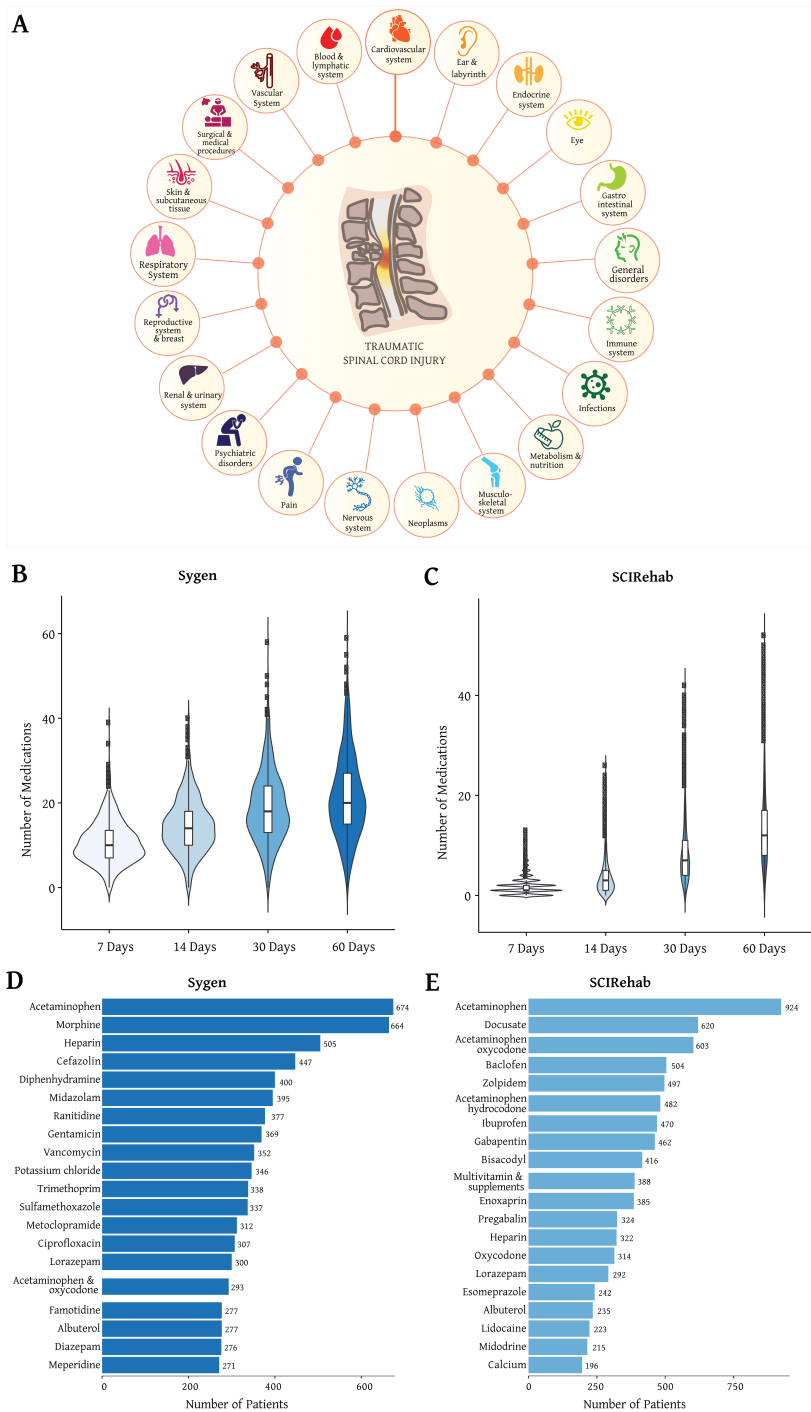 A
Cardiovascular
system
Ear &
labyrinth
Endocrine
system
Eye
Gastro
intestinal
system
General
disorders
Immune
system
Infections
Metabolism &
nutrition
Musculo-
skeletal
system
Neoplasms
Nervous
system
Pain
Psychiatric
disorders
Renal & urinary
system
Reproductive
system
& breast
Respiratory
System
Skin &
subcutaneous
tissue
Surgical &
medical
procedures
Vascular
System
Blood &
lymphatic
system
TRAUMATIC
SPINAL CORD INJURY
B
Sygen
Number of Medications
60
40
20
0
7 Days
14 Days
30 Days
60 Days
C
SCIRehab
Number of Medications
40
20
0
7 Days
14 Days
30 Days
60 Days
D
Sygen
Acetaminophen 674
Morphine 664
Heparin 505
Cefazolin 447
Diphenhydramine 400
Midazolam 395
Ranitidine 377
Gentamicin 369
Vancomycin 352
Potassium chloride 346
Trimethoprim 338
Sulfamethoxazole 337
Metoclopramide 312
Ciprofloxacin 307
Lorazepam 300
Acetaminophen &
oxycodone 293
Famotidine 277
Albuterol 277
Diazepam 276
Meperidine 271
0 200 400 600
Number of Patients
E
SCIRehab
Acetaminophen 924
Docusate 620
Acetaminophen
oxycodone 603
Baclofen 504
Zolpidem 497
Acetaminophen
hydrocodone 482
Ibuprofen 470
Gabapentin 462
Bisacodyl 416
Multivitamin &
supplements 388
Enoxaprin 385
Pregabalin 324
Heparin 322
Oxycodone 314
Lorazepam 292
Esomeprazole 242
Albuterol 235
Lidocaine 223
Midodrine 215
Calcium 196
0 250 500 750
Number of Patients